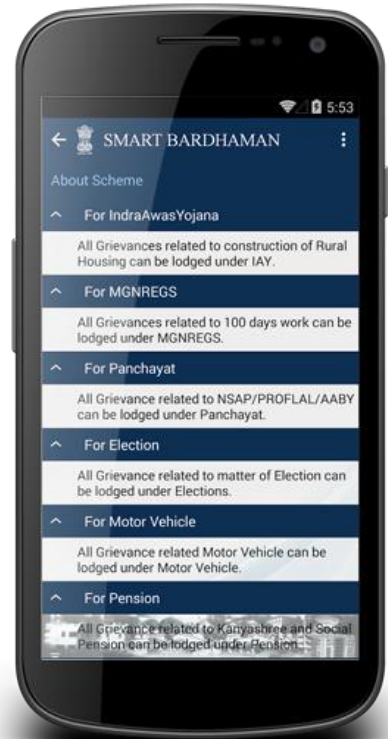 5:53
SMART BARDHAMAN
About Scheme
For IndraAwasYojana
All Grievances related to construction of Rural
Housing can be lodged under IAY.
For MGNREGS
All Grievances related to 100 days work can be
lodged under MGNREGS.
For Panchayat
All Grievance related to NSAP/PROFLAL/AABY
can be lodged under Panchayat.
For Election
All Grievance related to matter of Election can
be lodged under Elections.
For Motor Vehicle
All Grievance related Motor Vehicle can be
lodged under Motor Vehicle.
For Pension
All Grievance related to Kanyashree and Social
Pension can be lodged under Pension